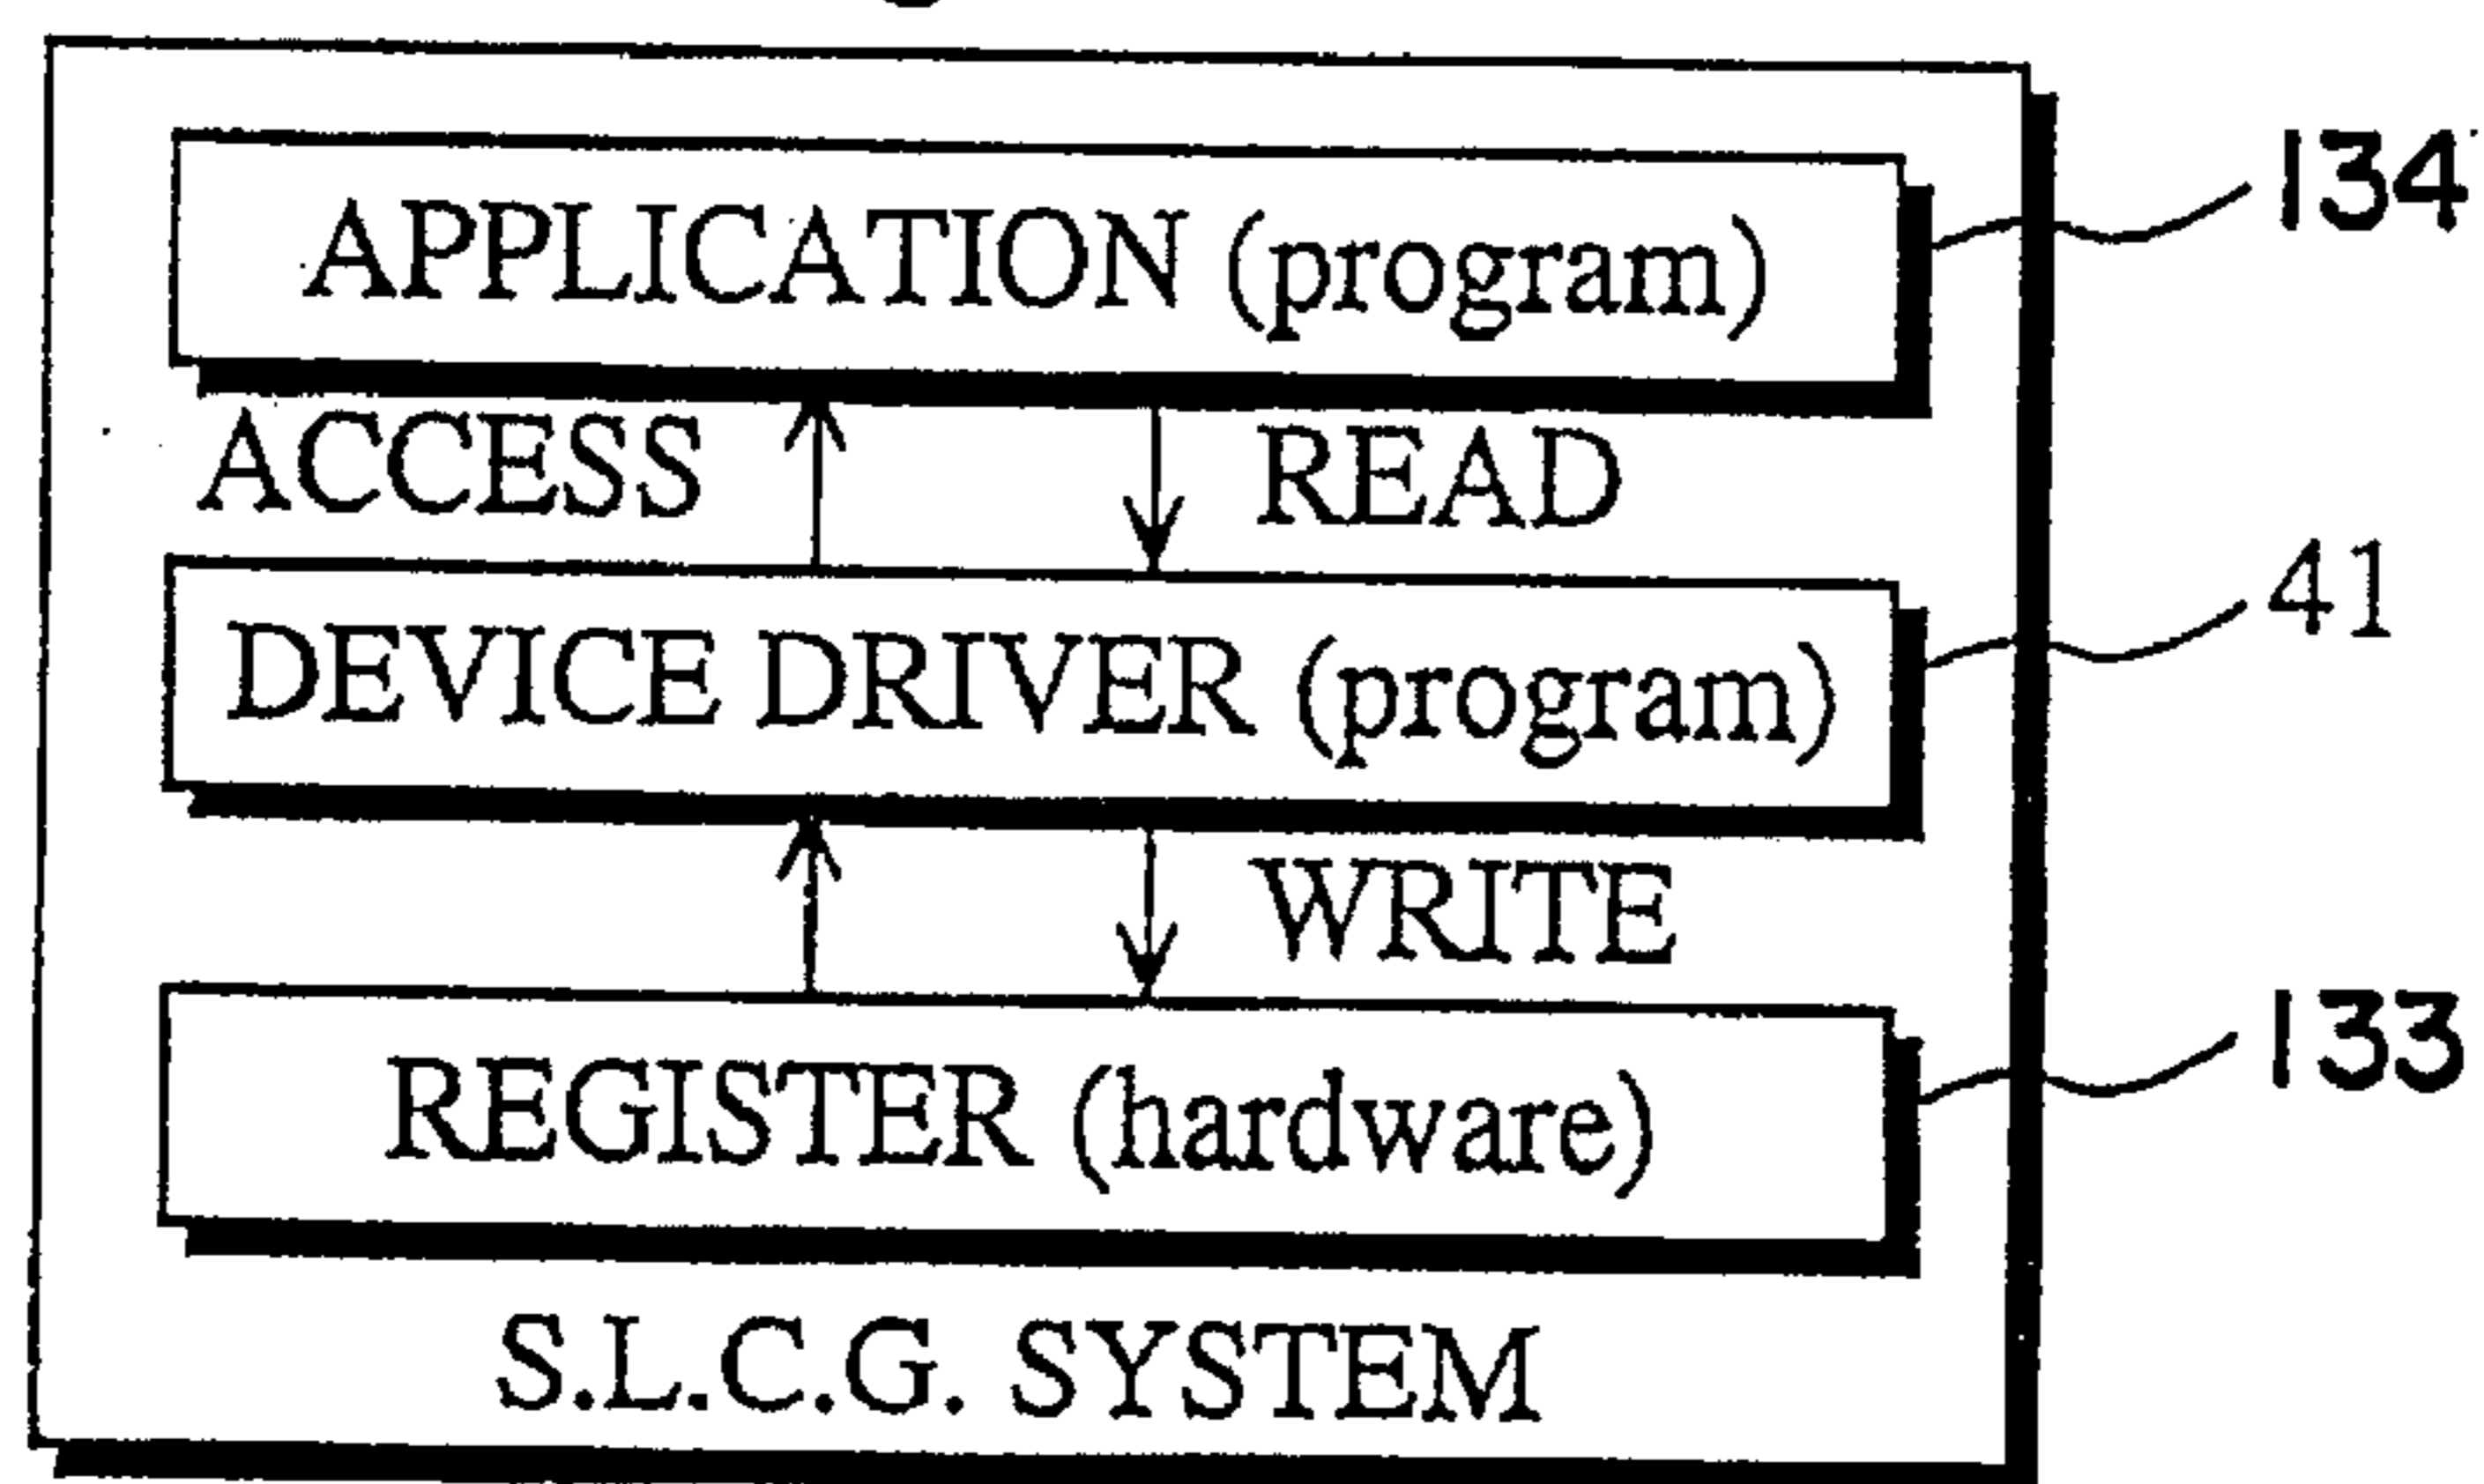 APPLICATION (program) 134
ACCESS READ
DEVICE DRIVER (program) 41
WRITE
REGISTER (hardware) 133
S.L.C.G. SYSTEM